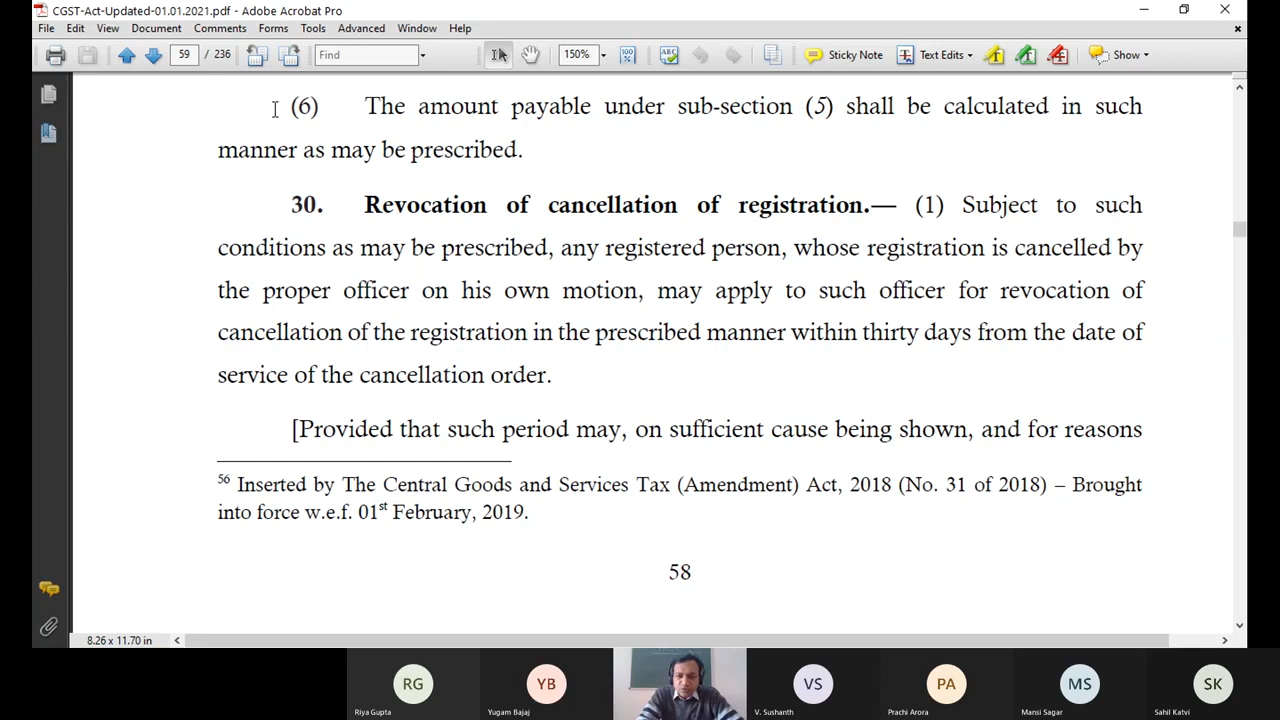 CGST-Act-Updated-01.01.2021.pdf - Adobe Acrobat Pro
File Edit View Document Comments Forms Tools Advanced Window Help
59 / 236 Find 150% Sticky Note Text Edits Show
(6) The amount payable under sub-section (5) shall be calculated in such
manner as may be prescribed.
30. Revocation of cancellation of registration.— (1) Subject to such
conditions as may be prescribed, any registered person, whose registration is cancelled by
the proper officer on his own motion, may apply to such officer for revocation of
cancellation of the registration in the prescribed manner within thirty days from the date of
service of the cancellation order.
[Provided that such period may, on sufficient cause being shown, and for reasons
56 Inserted by The Central Goods and Services Tax (Amendment) Act, 2018 (No. 31 of 2018) – Brought
into force w.e.f. 01st February, 2019.
58
8.26 x 11.70 in
RG YB VS PA MS SK
Riya Gupta Yugam Bajaj V. Sushanth Prachi Arora Mansi Sagar Sahil Katvi